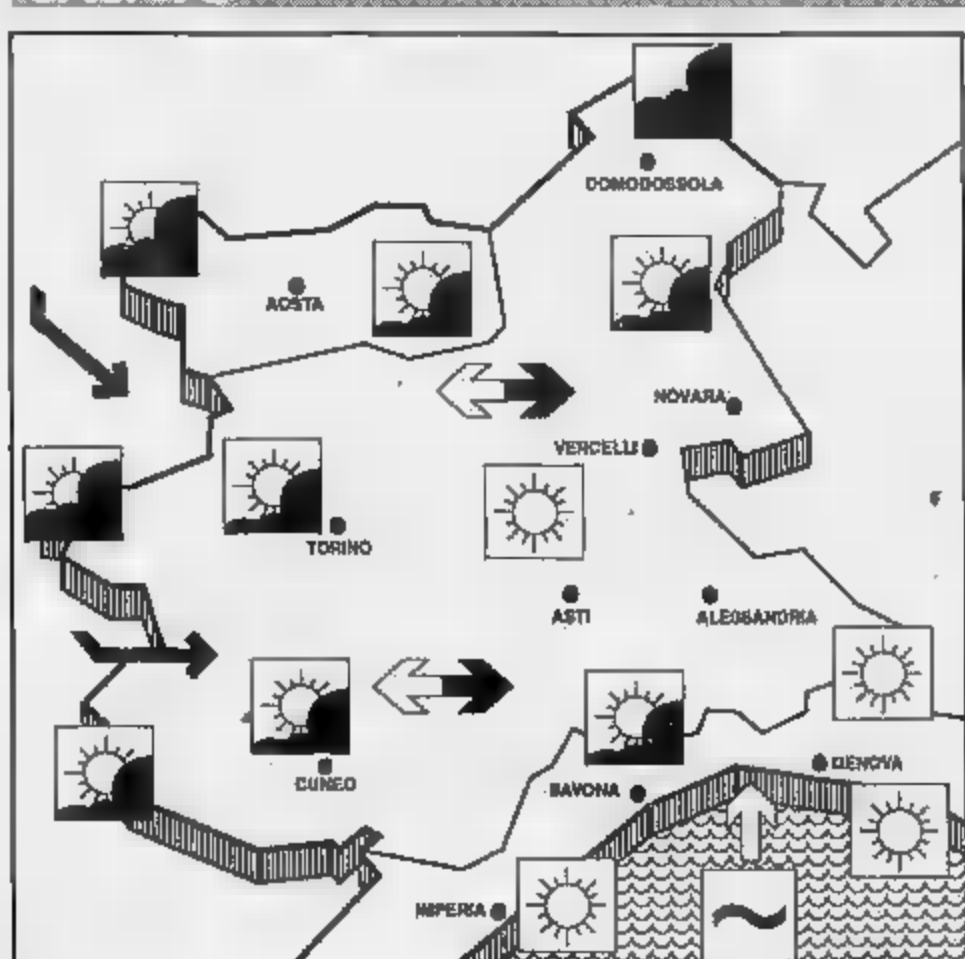 DOMODOSSOLA
AOSTA
NOVARA
VERCELLI
TORINO
ASTI
ALESSANDRIA
CUNEO
GENOVA
SAVONA
IMPERIA